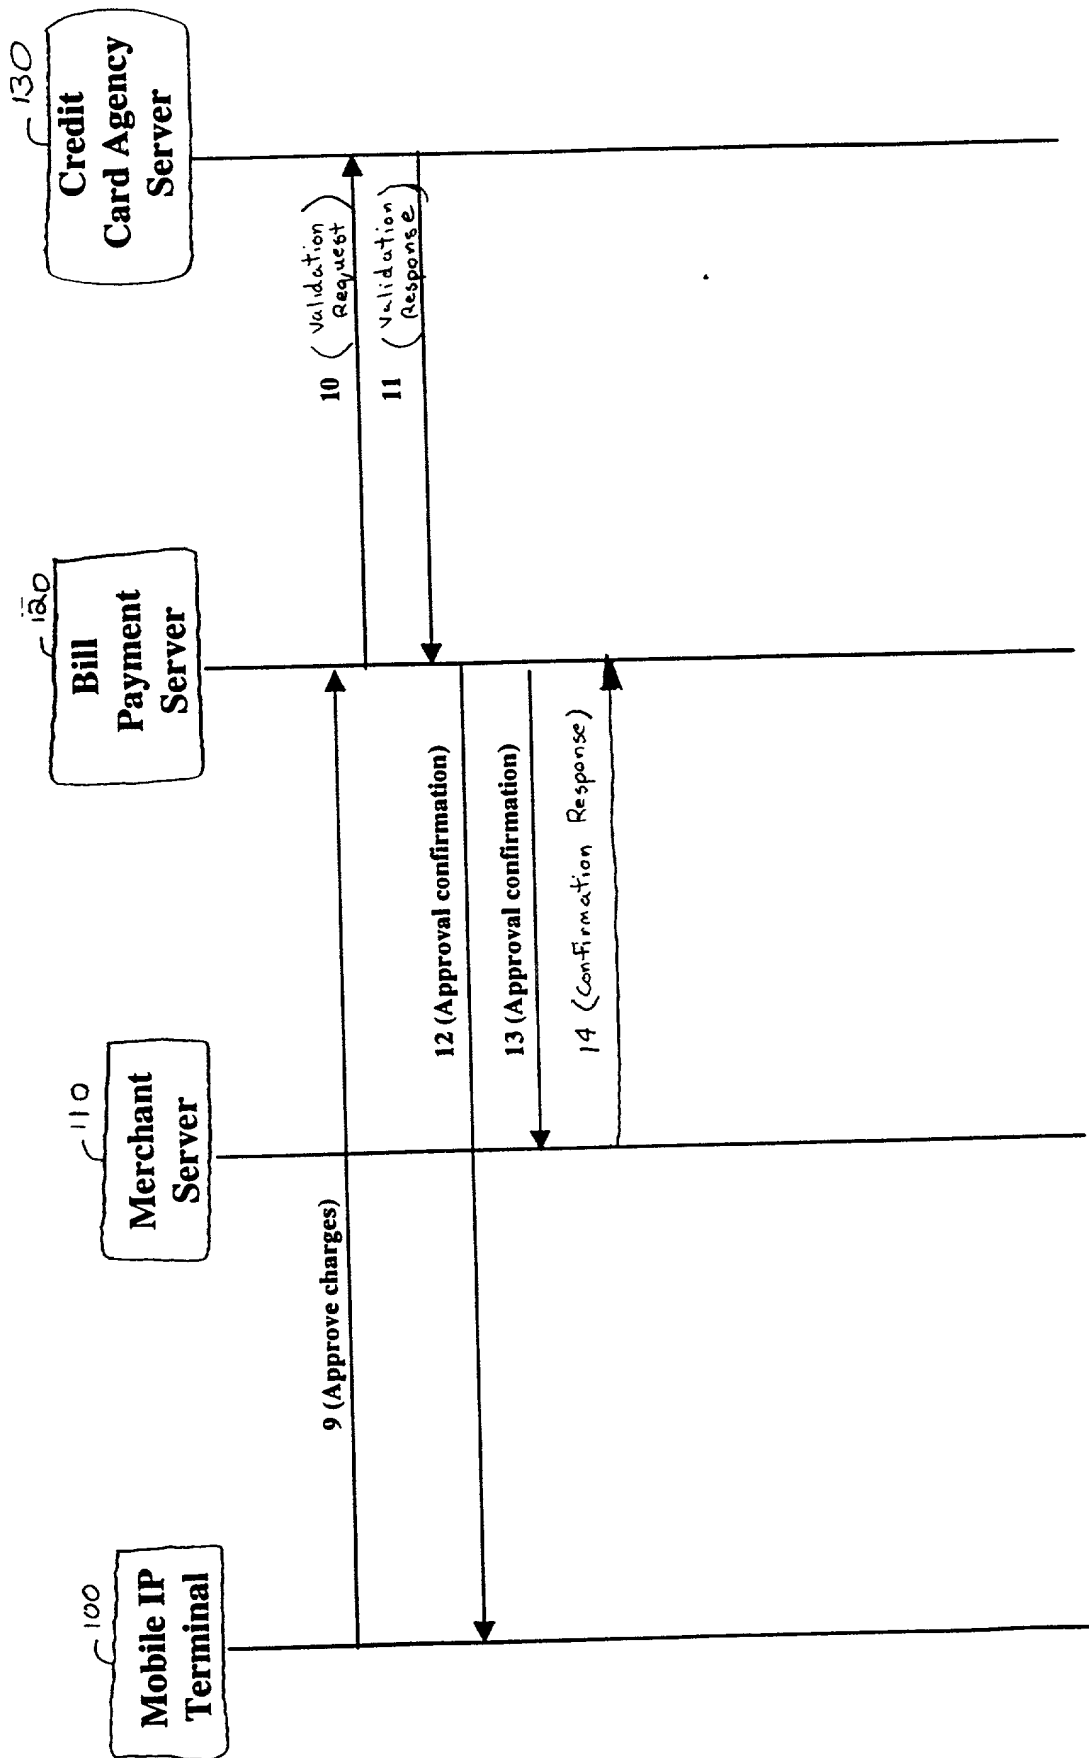 100
Mobile IP
Terminal
110
Merchant
Server
120
Bill
Payment
Server
130
Credit
Card Agency
Server
9 (Approve charges)
10 (Validation
Request)
11 (Validation
Response)
12 (Approval confirmation)
13 (Approval confirmation)
14 (Confirmation Response)